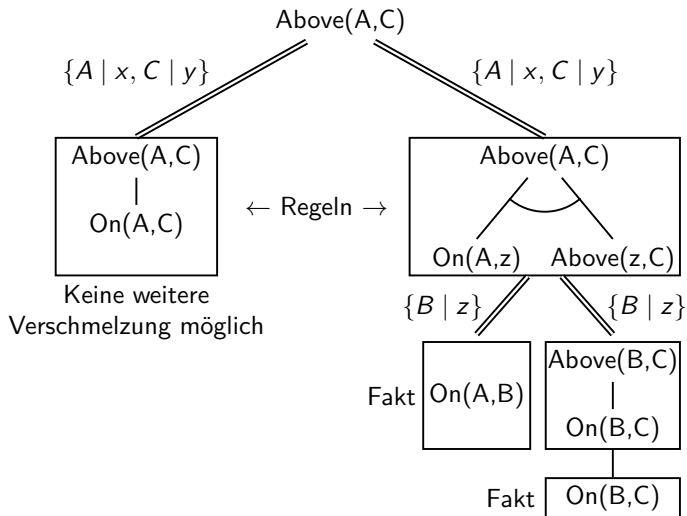 Above(A,C)
{A | x, C | y}
{A | x, C | y}
Above(A,C)
On(A,C)
← Regeln →
Above(A,C)
On(A,z)
Above(z,C)
Keine weitere
Verschmelzung möglich
{B | z}
{B | z}
Fakt
On(A,B)
Above(B,C)
On(B,C)
Fakt
On(B,C)